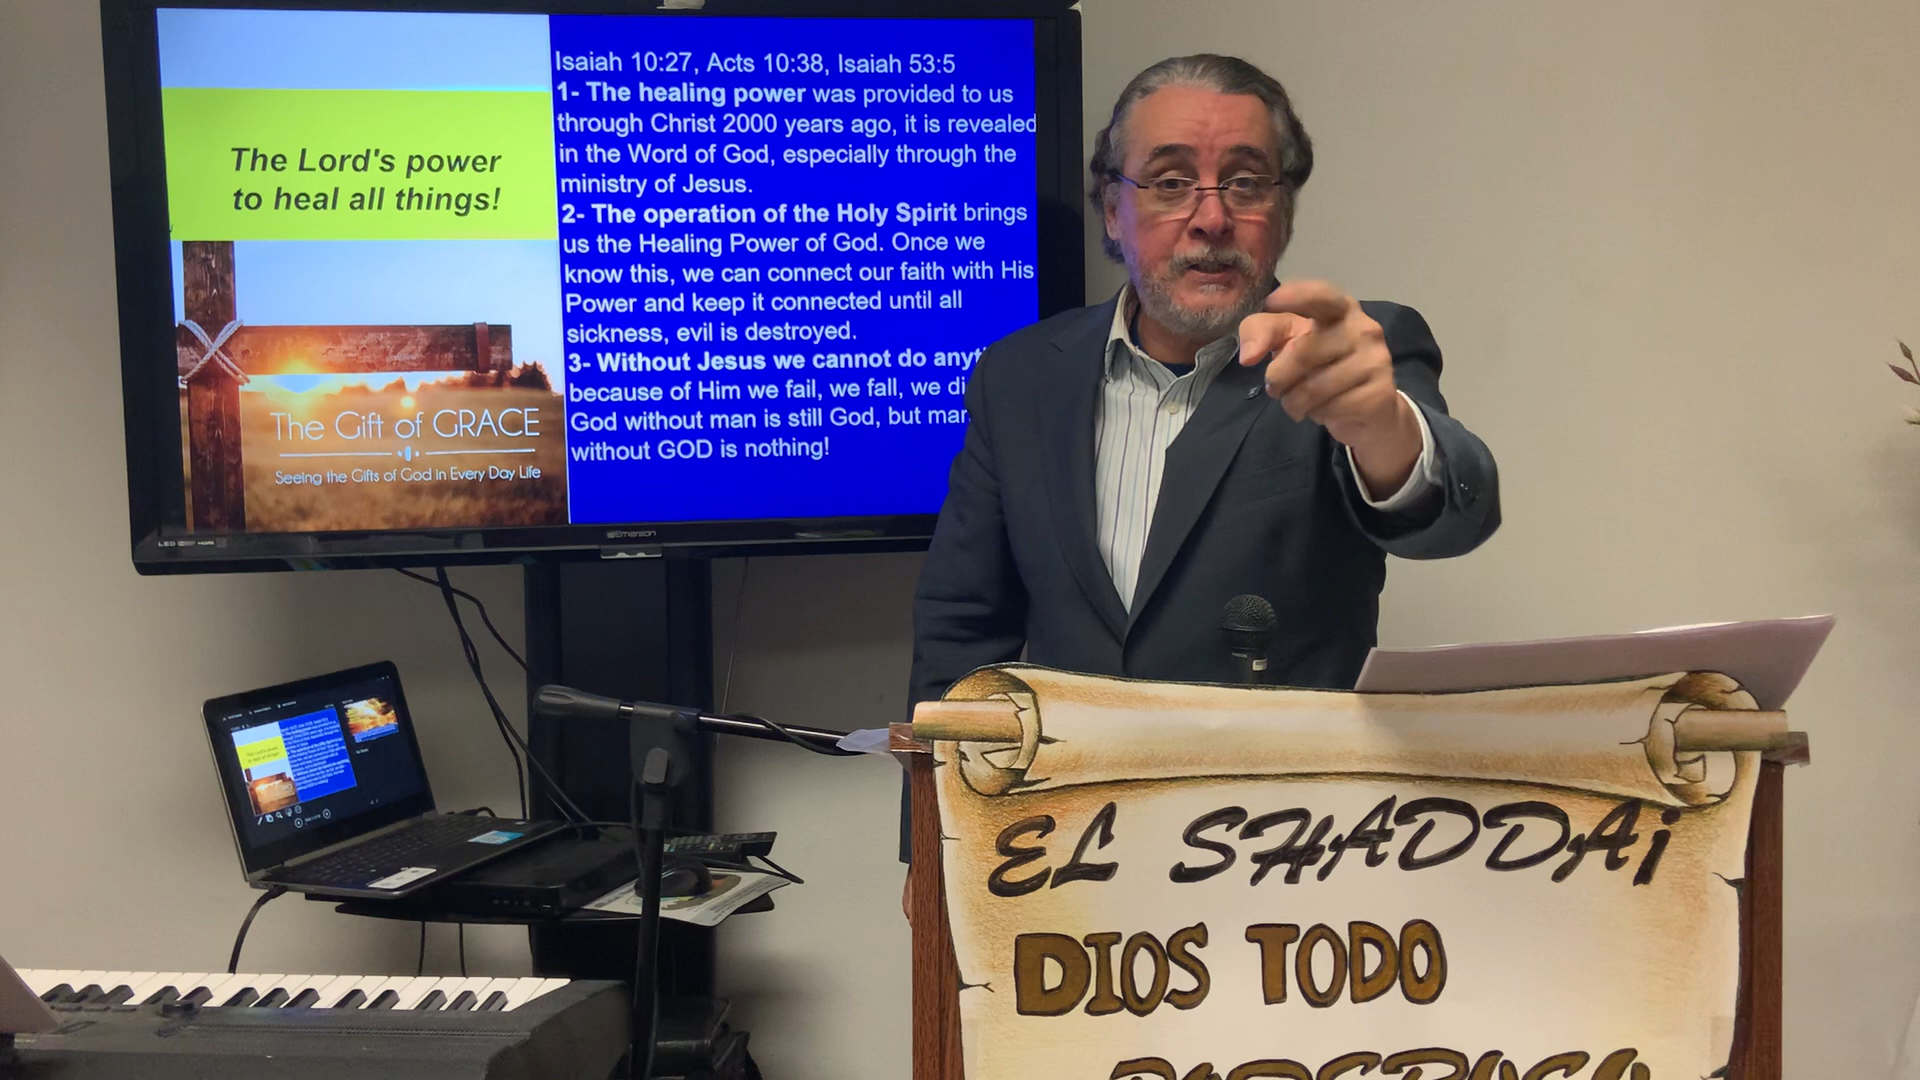 The Lord's power
to heal all things!
The Gift of GRACE
Seeing the Gifts of God in Every Day Life
Isaiah 10:27, Acts 10:38, Isaiah 53:5
1- The healing power was provided to us
through Christ 2000 years ago, it is revealed
in the Word of God, especially through the
ministry of Jesus.
2- The operation of the Holy Spirit brings
us the Healing Power of God. Once we
know this, we can connect our faith with His
Power and keep it connected until all
sickness, evil is destroyed.
3- Without Jesus we cannot do
because of Him we fail, we fall, we
God without man is still God, but
without GOD is nothing!
Emerson
EL SHADDAi
DIOS TODO